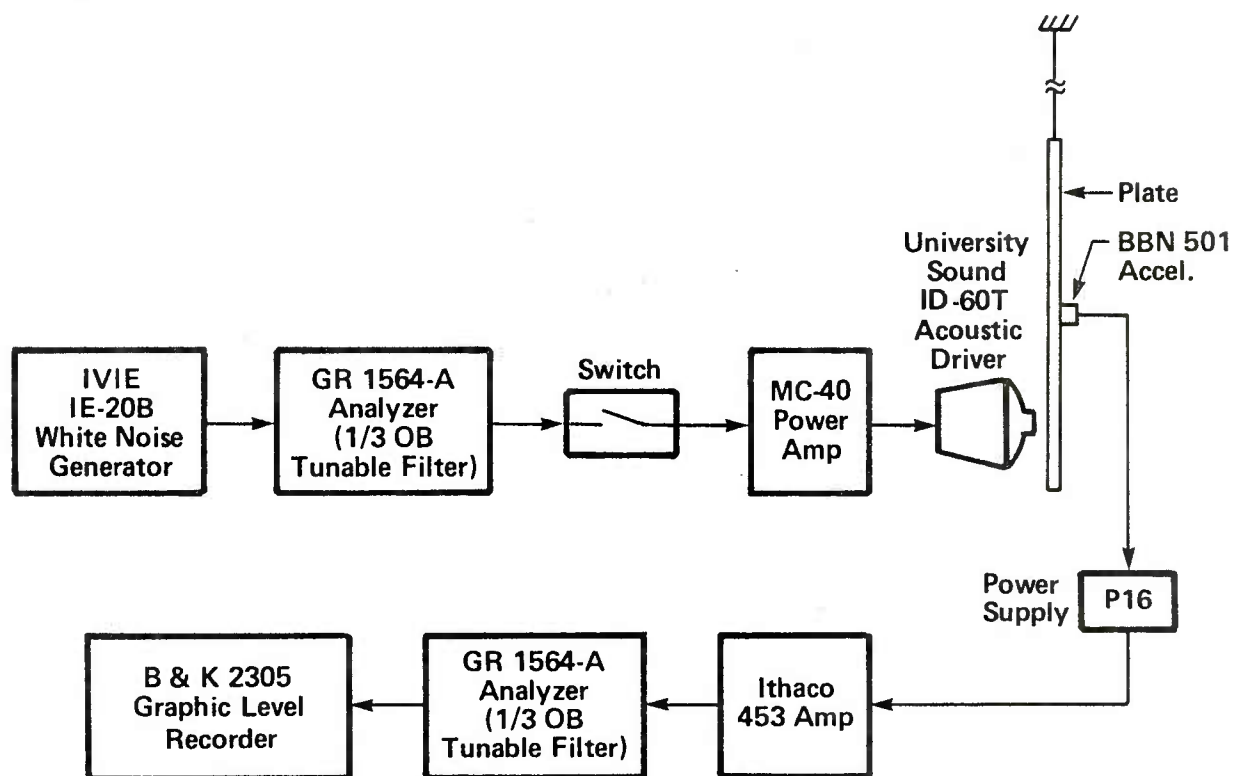 Plate
BBN 501
Accel.
University
Sound
ID-60T
Acoustic
Driver
IVIE
IE-20B
White Noise
Generator
GR 1564-A
Analyzer
(1/3 OB
Tunable Filter)
Switch
MC-40
Power
Amp
Power
Supply
P16
B & K 2305
Graphic Level
Recorder
GR 1564-A
Analyzer
(1/3 OB
Tunable Filter)
Ithaco
453 Amp